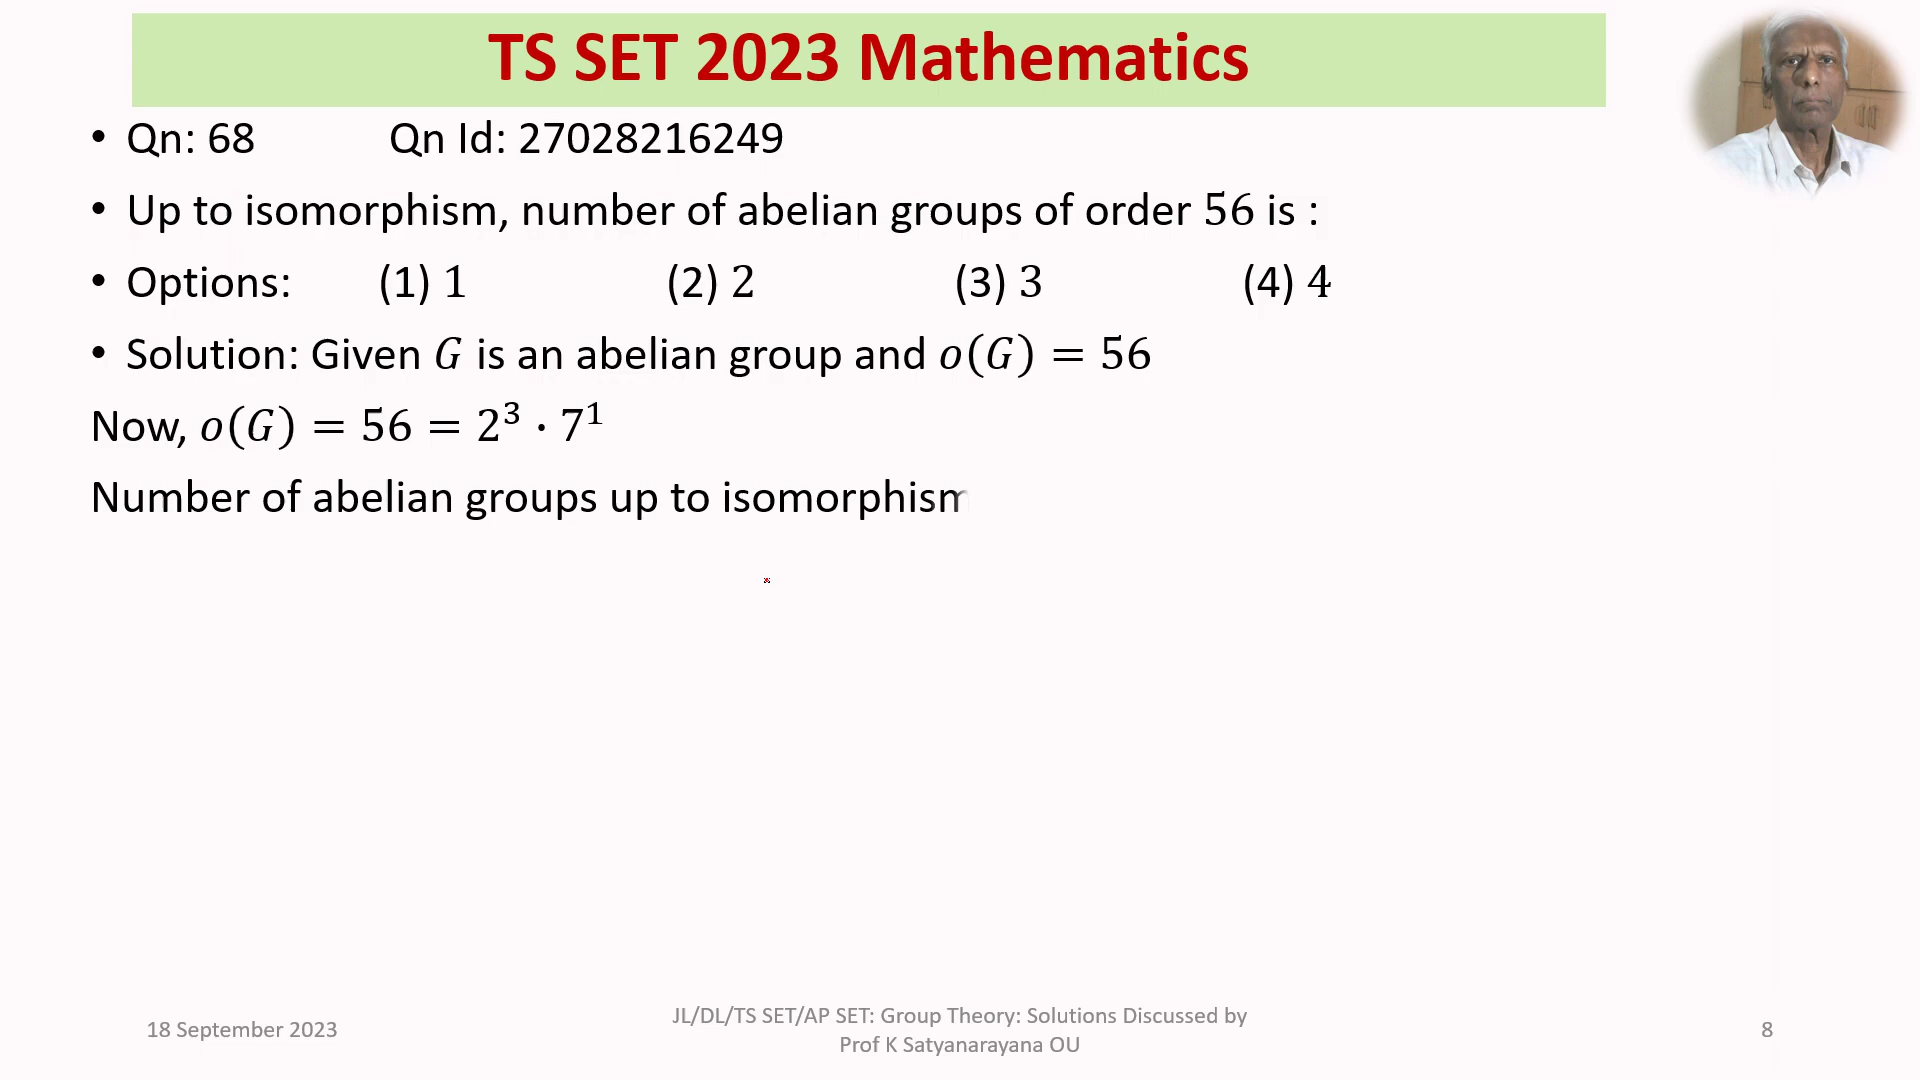 TS SET 2023 Mathematics
• Qn: 68 Qn Id: 27028216249
• Up to isomorphism, number of abelian groups of order 56 is :
• Options: (1) 1 (2) 2 (3) 3 (4) 4
• Solution: Given G is an abelian group and o(G) = 56
Now, o(G) = 56 = 2³ · 7¹
Number of abelian groups up to isomorphism
18 September 2023
JL/DL/TS SET/AP SET: Group Theory: Solutions Discussed by
Prof K Satyanarayana OU
8